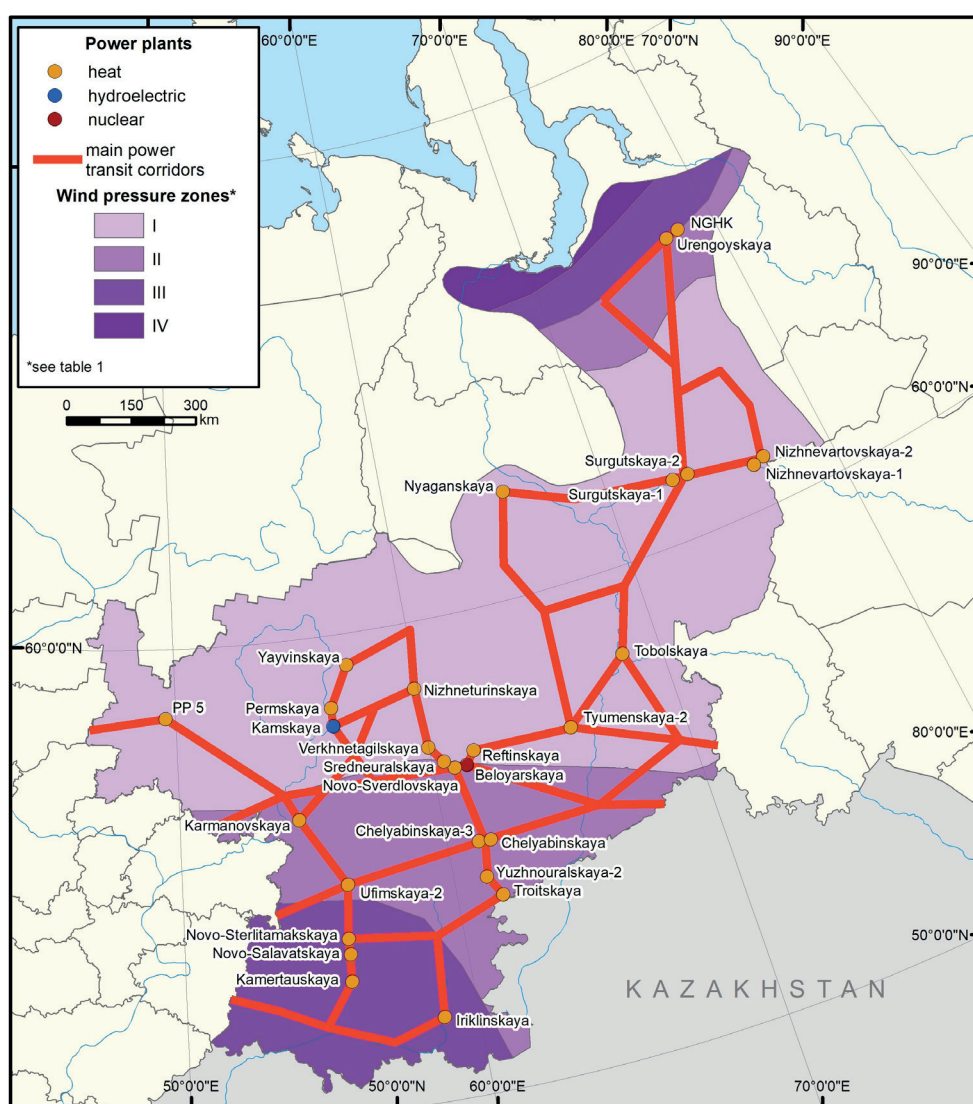 60°0'0"E
70°0'0"E
80°0'0"E
70°0'0"N
90°0'0"E
Power plants
heat
hydroelectric
nuclear
main power
transit corridors
Wind pressure zones*
I
II
III
IV
*see table 1
0 150 300
km
NGHK
Urengoyskaya
90°0'0"E
60°0'0"N
Surgutskaya-2
Nizhnevartovskaya-2
Nizhnevartovskaya-1
Nyaganskaya
Surgutskaya-1
60°0'0"N
Yayvinskaya
Tobolskaya
Nizhneturinskaya
PP 5
Permskaya
Kamskaya
Tyumenskaya-2
80°0'0"E
Verkhnetagilskaya
Reftinskaya
Sredneuralskaya
Beloyarskaya
Novo-Sverdlovskaya
Karmanovskaya
Chelyabinskaya-3
Chelyabinskaya
Yuzhnouralskaya-2
Ufimskaya-2
Troitskaya
Novo-Sterlitamakskaya
50°0'0"N
Novo-Salavatskaya
Kamertauskaya
KAZAKHSTAN
Iriklinskaya
50°0'0"E
50°00'0"N
60°0'0"E
70°0'0"E